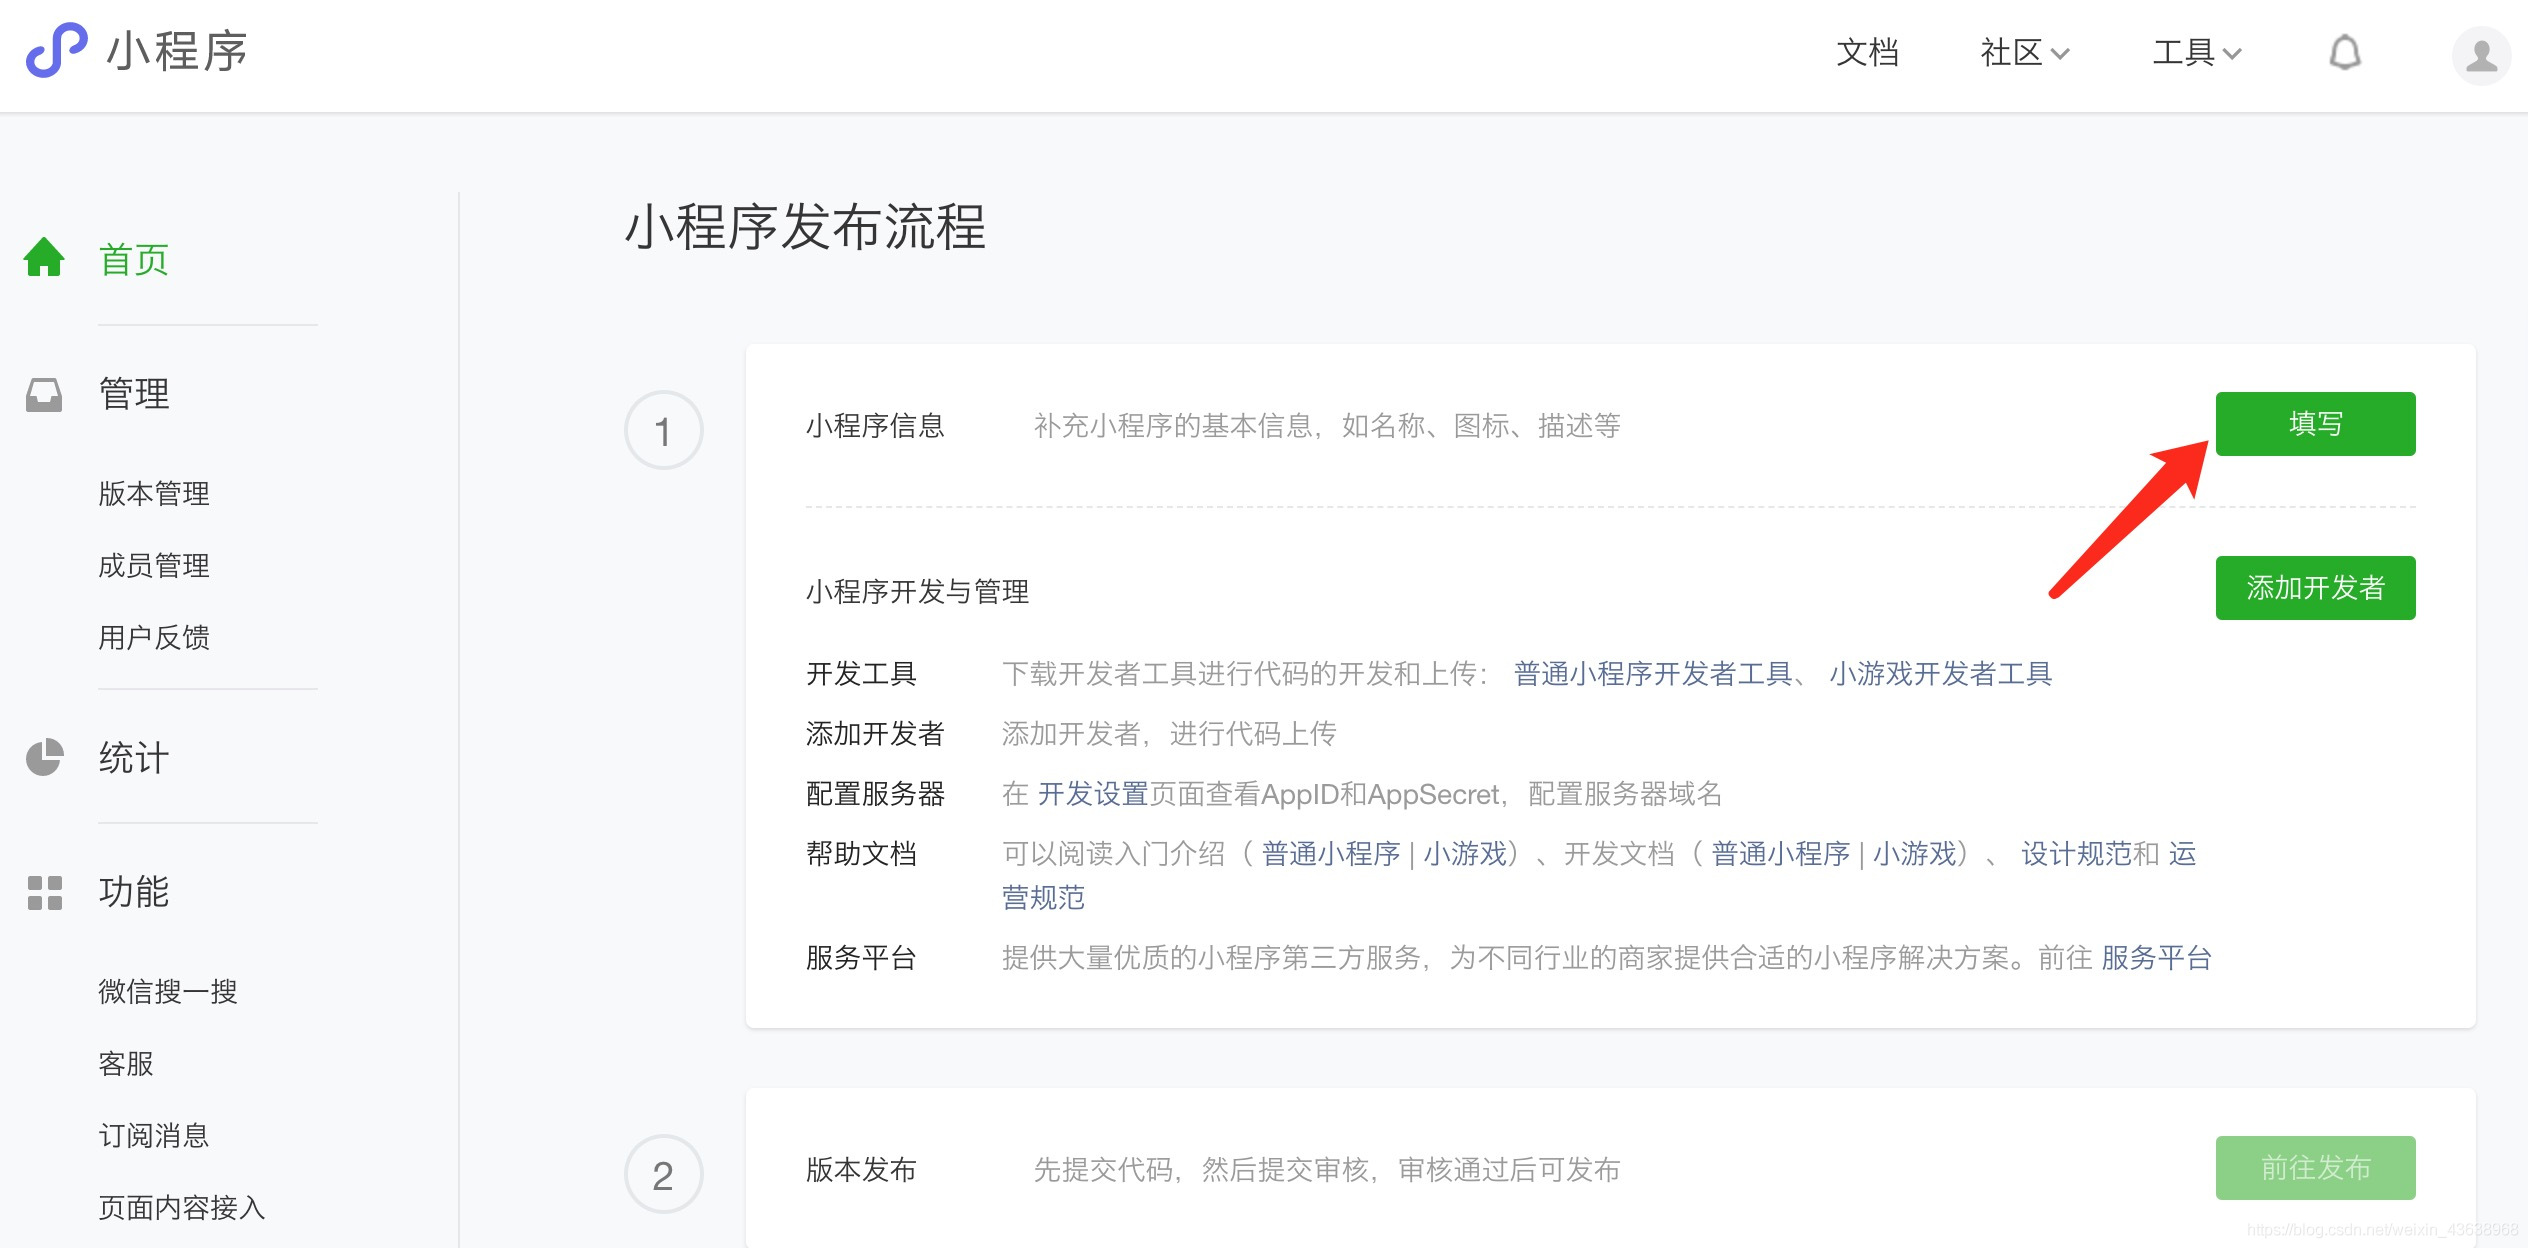 小程序
文档
社区
工具
首页
管理
版本管理
成员管理
用户反馈
统计
功能
微信搜一搜
客服
订阅消息
页面内容接入
小程序发布流程
1
小程序信息 补充小程序的基本信息，如名称、图标、描述等
填写
小程序开发与管理
添加开发者
开发工具 下载开发者工具进行代码的开发和上传： 普通小程序开发者工具、 小游戏开发者工具
添加开发者 添加开发者，进行代码上传
配置服务器 在 开发设置页面查看AppID和AppSecret，配置服务器域名
帮助文档 可以阅读入门介绍（ 普通小程序 | 小游戏）、开发文档（ 普通小程序 | 小游戏）、 设计规范和 运
营规范
服务平台 提供大量优质的小程序第三方服务，为不同行业的商家提供合适的小程序解决方案。前往 服务平台
2
版本发布 先提交代码，然后提交审核，审核通过后可发布
前往发布
https://blog.csdn.net/weixin_43638968